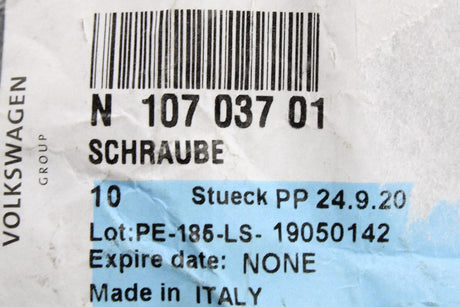 VOLKSWAGEN
GROUP
N 107 037 01
SCHRAUBE
10 Stueck PP 24.9.20
Lot:PE-186-LS- 19050142
Expire date: NONE
Made in ITALY